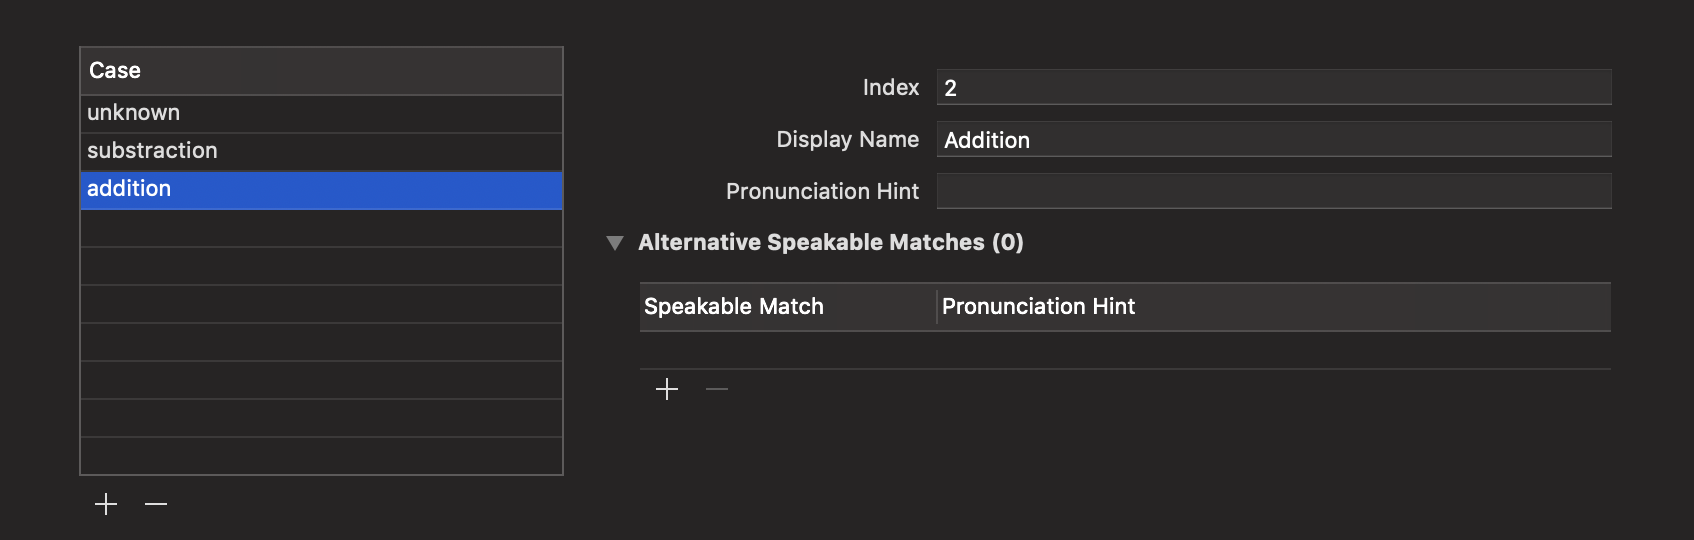 Case
unknown
substraction
addition
Index 2
Display Name Addition
Pronunciation Hint
Alternative Speakable Matches (0)
Speakable Match Pronunciation Hint